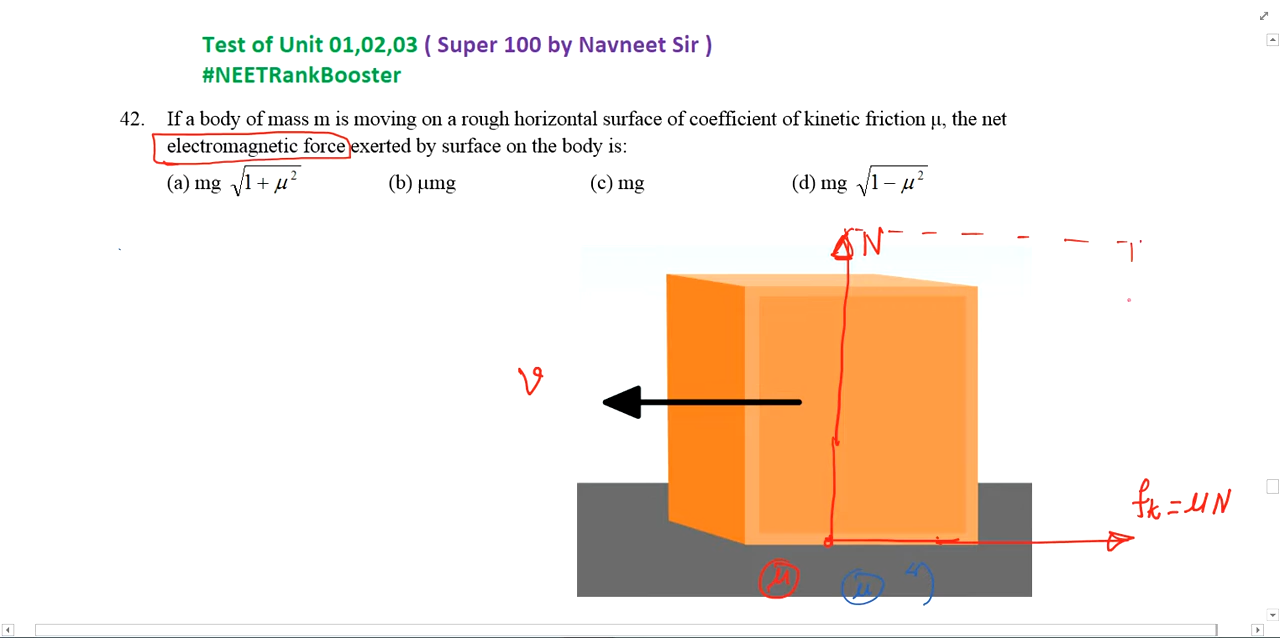 Test of Unit 01,02,03 ( Super 100 by Navneet Sir )
#NEETRankBooster
42. If a body of mass m is moving on a rough horizontal surface of coefficient of kinetic friction μ, the net
electromagnetic force exerted by surface on the body is:
(a) mg √1 + μ² (b) μmg (c) mg (d) mg √1 − μ²
N
v
fk = μN
μ μ